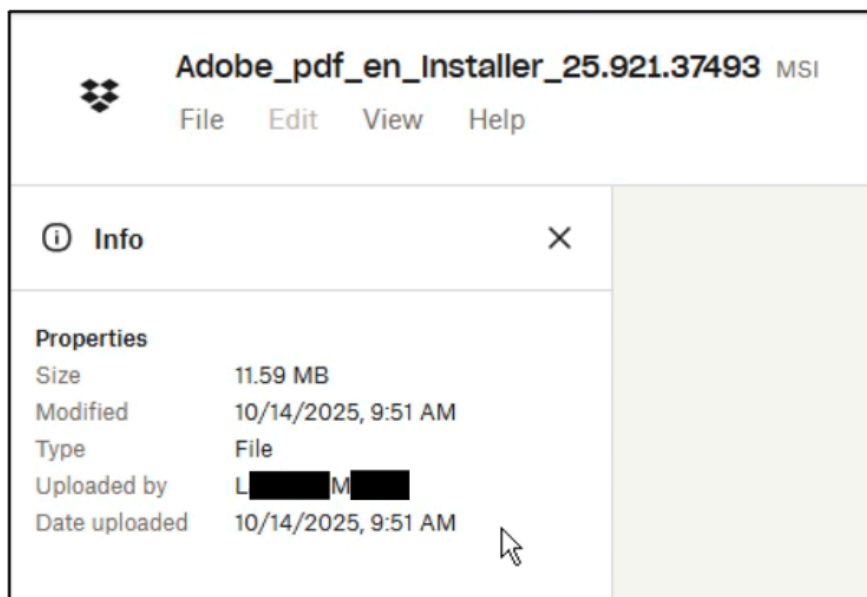 Adobe_pdf_en_Installer_25.921.37493 MSI
File Edit View Help
Info
Properties
Size 11.59 MB
Modified 10/14/2025, 9:51 AM
Type File
Uploaded by L M
Date uploaded 10/14/2025, 9:51 AM